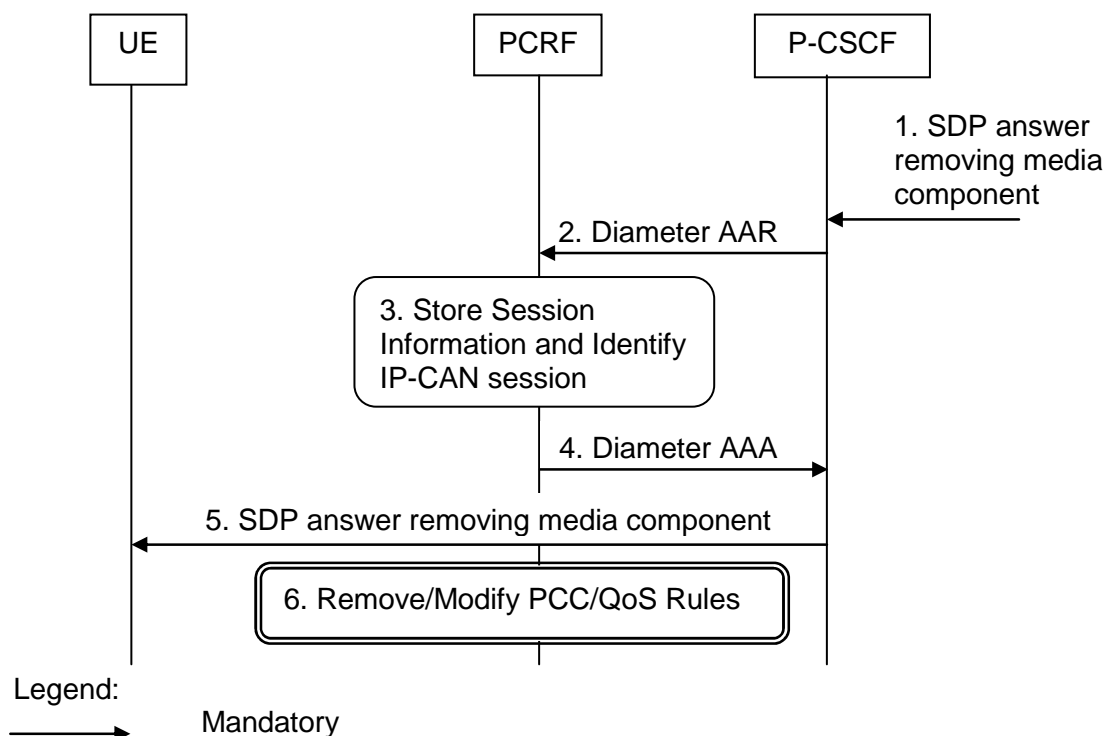 UE
PCRF
P-CSCF
1. SDP answer
removing media
component
2. Diameter AAR
3. Store Session
Information and Identify
IP-CAN session
4. Diameter AAA
5. SDP answer removing media component
6. Remove/Modify PCC/QoS Rules
Legend:
Mandatory